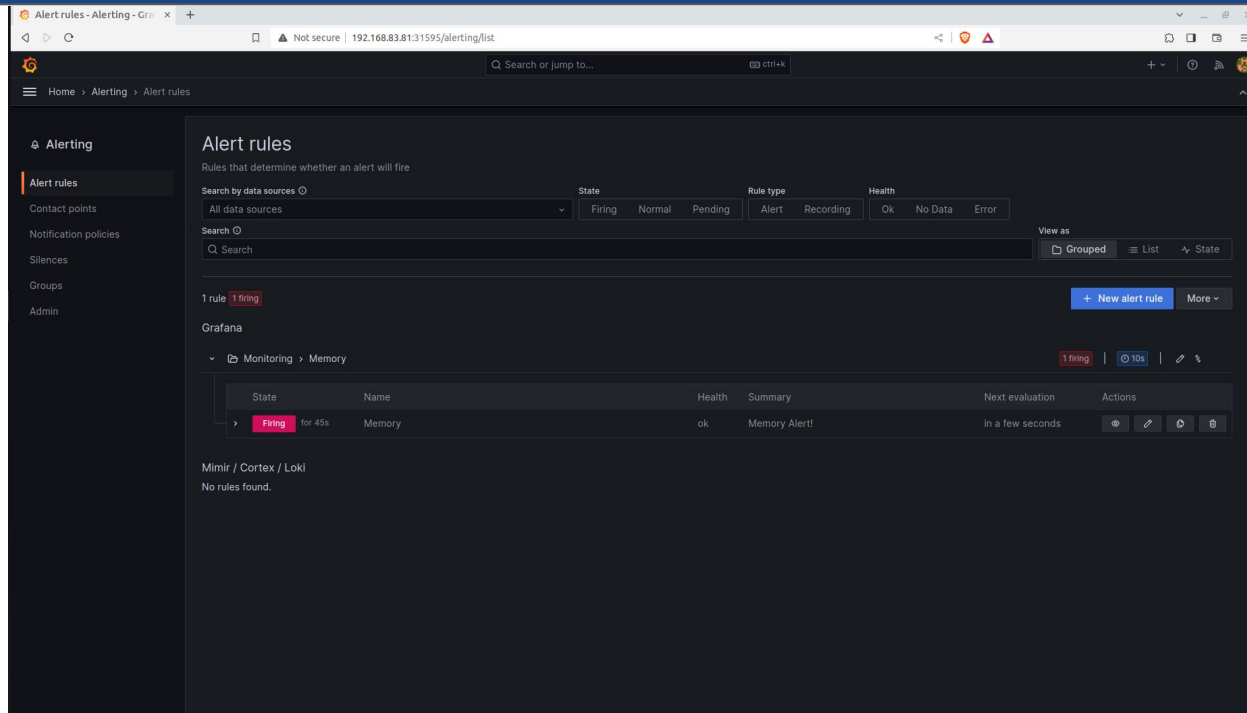 Alert rules - Alerting - Gra
Not secure 192.168.83.81:31595/alerting/list
Search or jump to... ctrl+k
Home › Alerting › Alert rules
Alerting
Alert rules
Contact points
Notification policies
Silences
Groups
Admin
Alert rules
Rules that determine whether an alert will fire
Search by data sources State Rule type Health
All data sources Firing Normal Pending Alert Recording Ok No Data Error
Search View as
Search Grouped List State
1 rule 1 firing + New alert rule More
Grafana
Monitoring › Memory 1 firing 10s
State Name Health Summary Next evaluation Actions
Firing for 45s Memory ok Memory Alert! in a few seconds
Mimir / Cortex / Loki
No rules found.